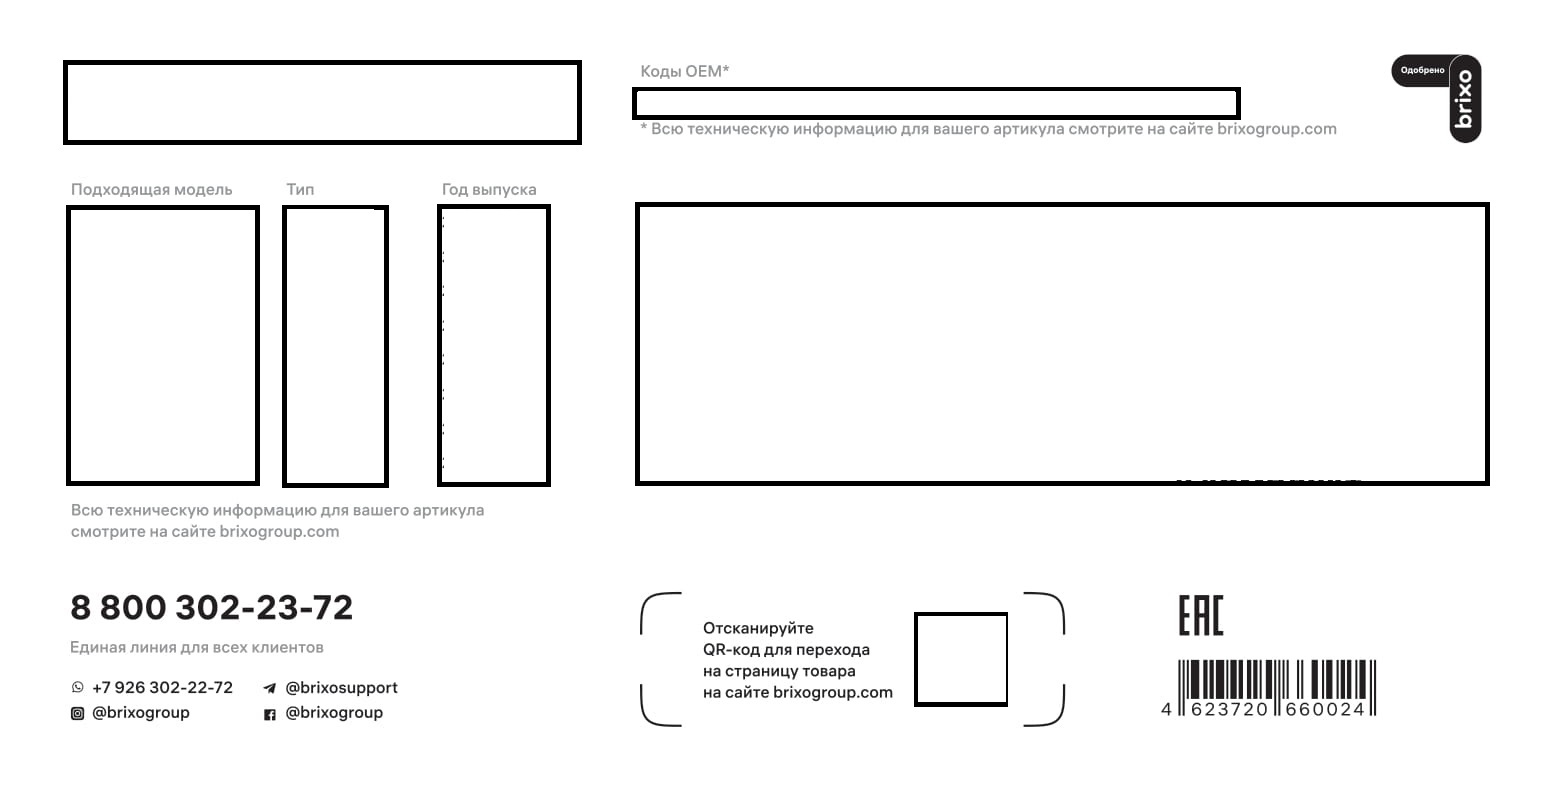 Коды OEM*
* Всю техническую информацию для вашего артикула смотрите на сайте brixogroup.com
Одобрено
brixo
Подходящая модель
Тип
Год выпуска
Всю техническую информацию для вашего артикула
смотрите на сайте brixogroup.com
8 800 302-23-72
Единая линия для всех клиентов
+7 926 302-22-72
@brixosupport
@brixogroup
@brixogroup
Отсканируйте
QR-код для перехода
на страницу товара
на сайте brixogroup.com
EAC
4 623720 660024